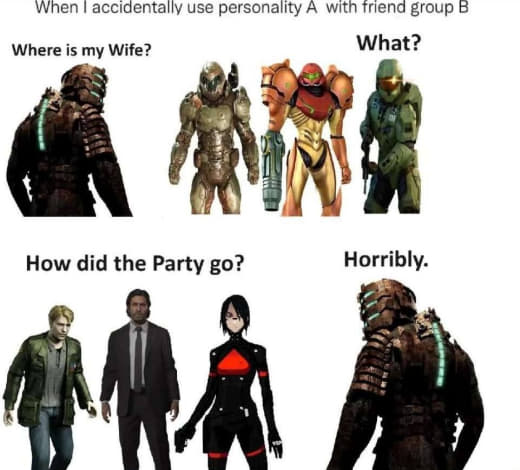 When I accidentally use personality A with friend group B
Where is my Wife?
What?
How did the Party go?
Horribly.